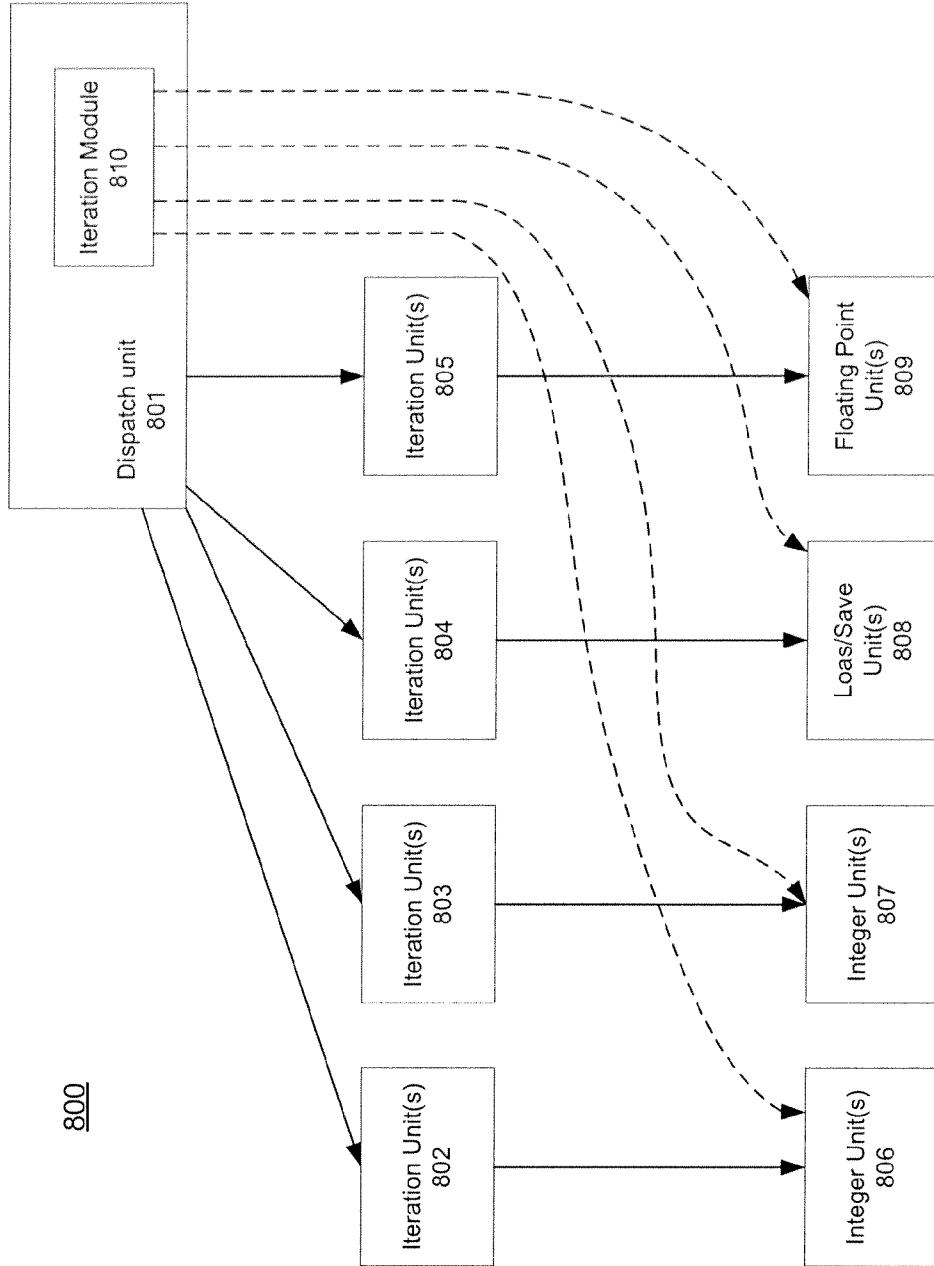 800
Dispatch unit
801
Iteration Module
810
Iteration Unit(s)
802
Iteration Unit(s)
803
Iteration Unit(s)
804
Iteration Unit(s)
805
Integer Unit(s)
806
Integer Unit(s)
807
Loas/Save
Unit(s)
808
Floating Point
Unit(s)
809